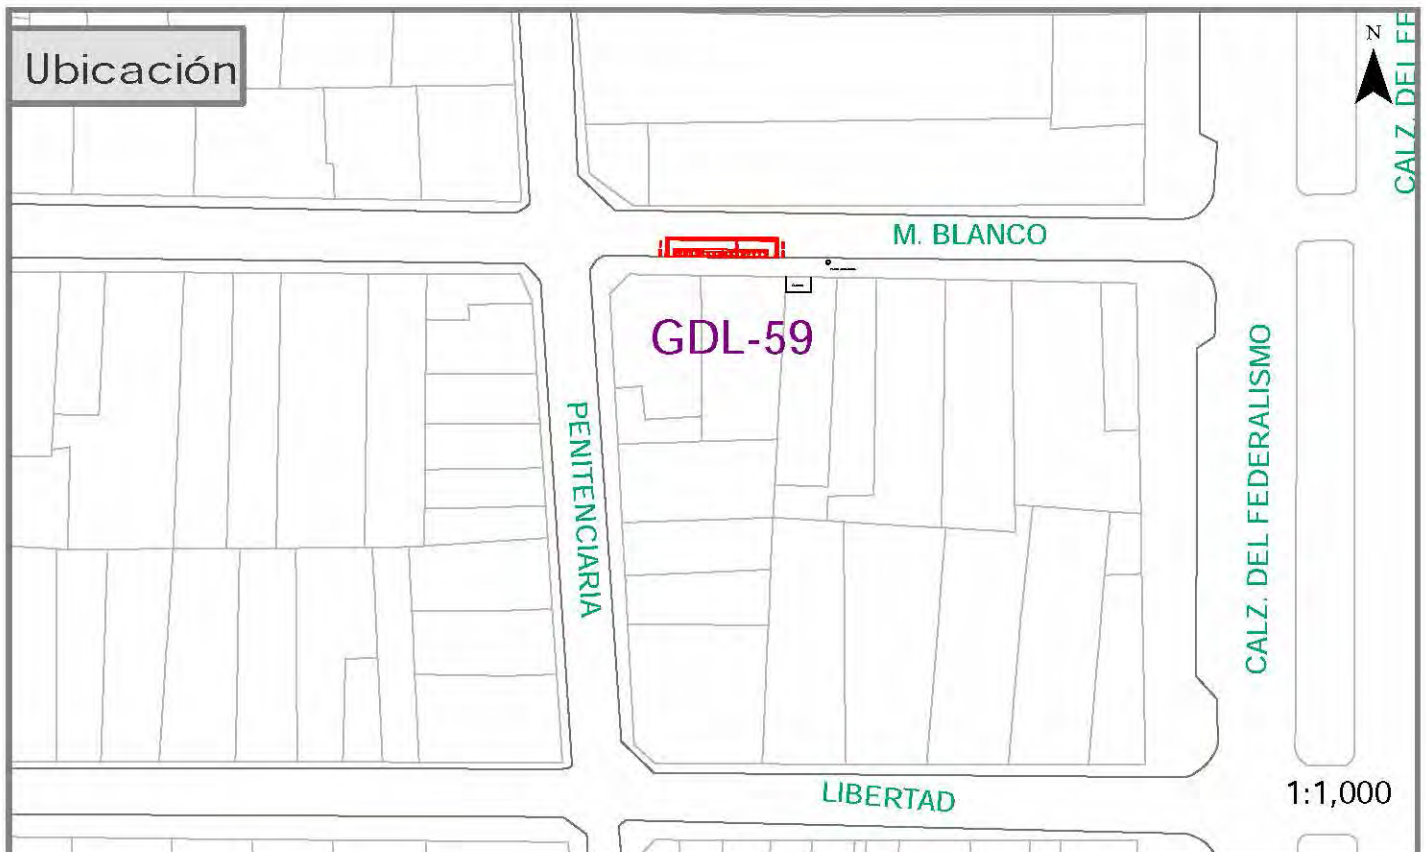 Ubicación
N
CALZ. DEL FE
M. BLANCO
GDL-59
PENITENCIARIA
CALZ. DEL FEDERALISMO
LIBERTAD
1:1,000